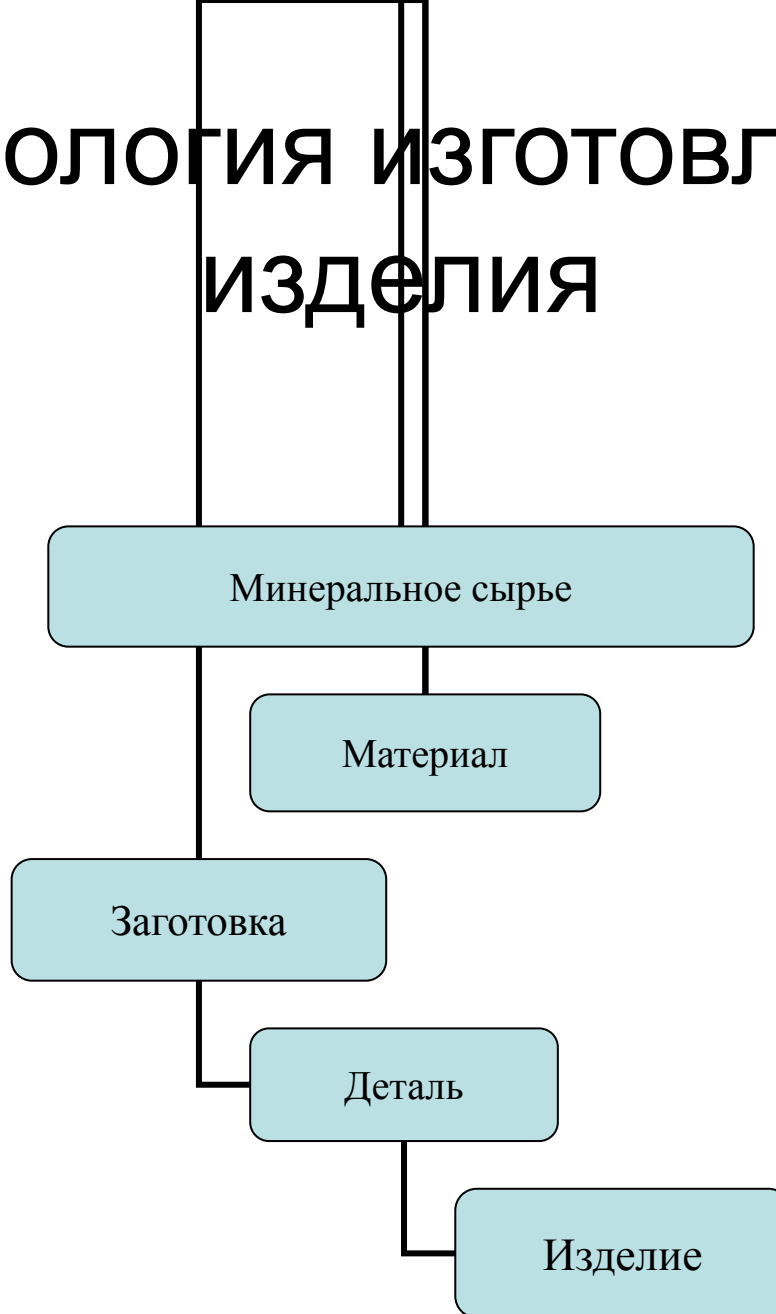 ология изготовл
изделия
Минеральное сырье
Материал
Заготовка
Деталь
Изделие